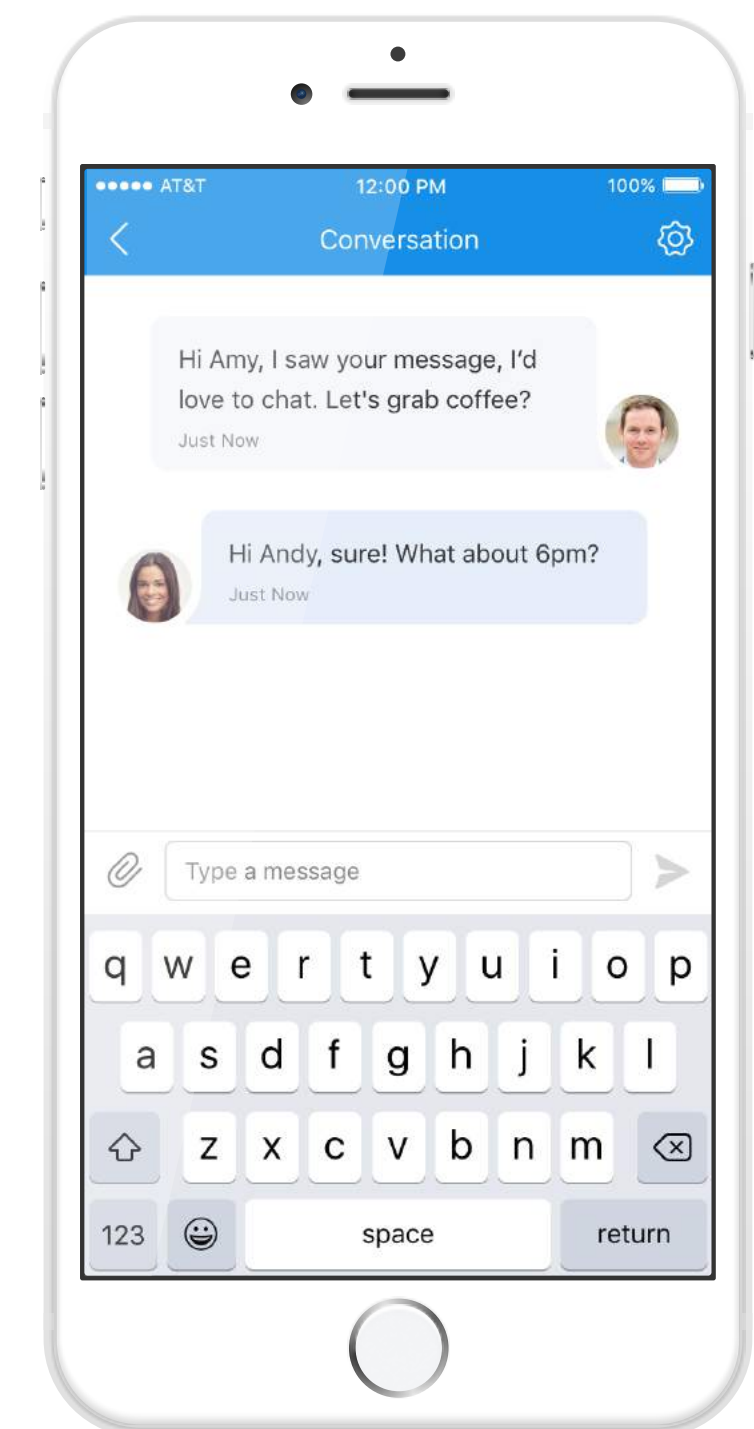 AT&T 12:00 PM 100%
Conversation
Hi Amy, I saw your message, I‘d
love to chat. Let's grab coffee?
Just Now
Hi Andy, sure! What about 6pm?
Just Now
Type a message
q w e r t y u i o p
a s d f g h j k l
z x c v b n m
123 space return